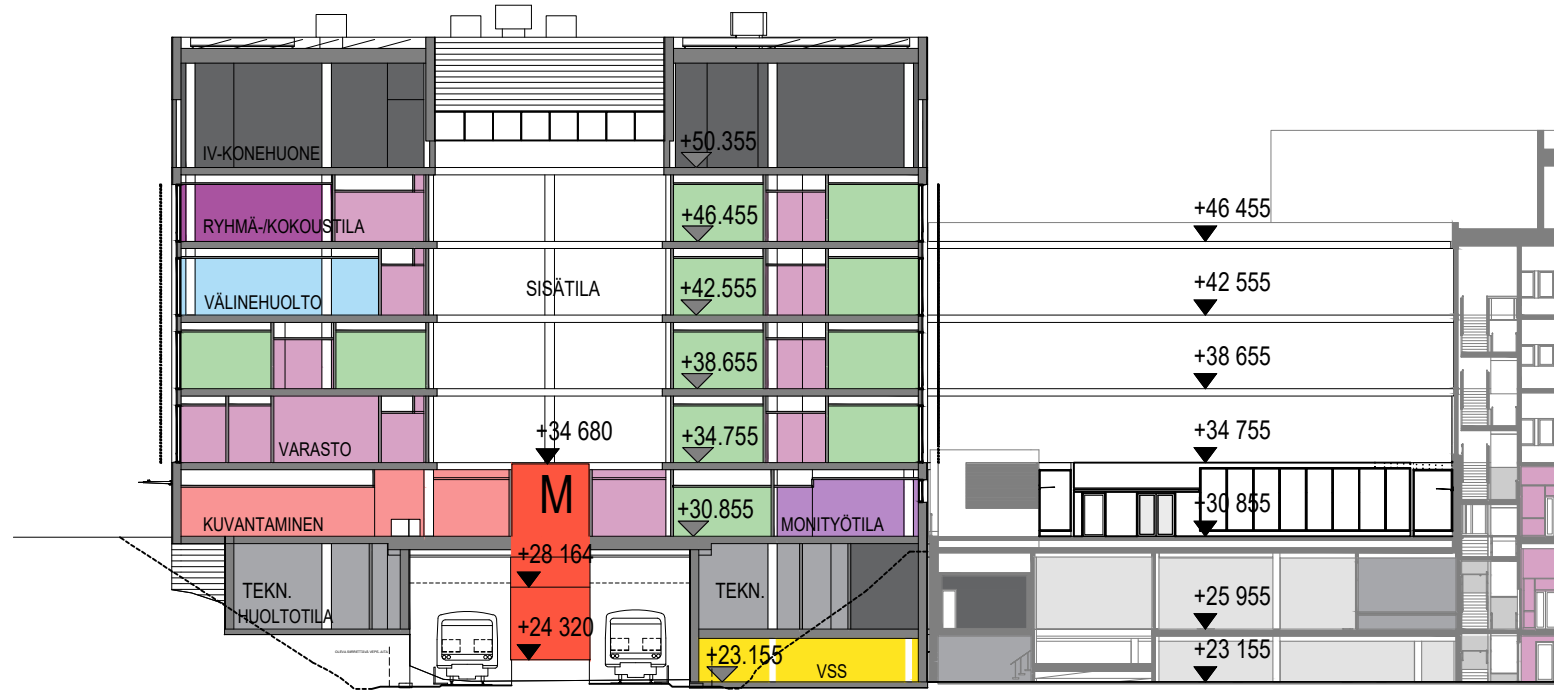 +50.355
IV-KONEHUONE
+46.455
+46 455
RYHMÄ-/KOKOUSTILA
+42.555
SISÄTILA
+42 555
VÄLINEHUOLTO
+38.655
+38 655
+34 680
+34.755
+34 755
VARASTO
M
+30.855
+30 855
KUVANTAMINEN
MONITYÖTILA
+28 164
TEKN.
HUOLTOTILA
TEKN.
+25 955
+24 320
+23.155
VSS
+23 155